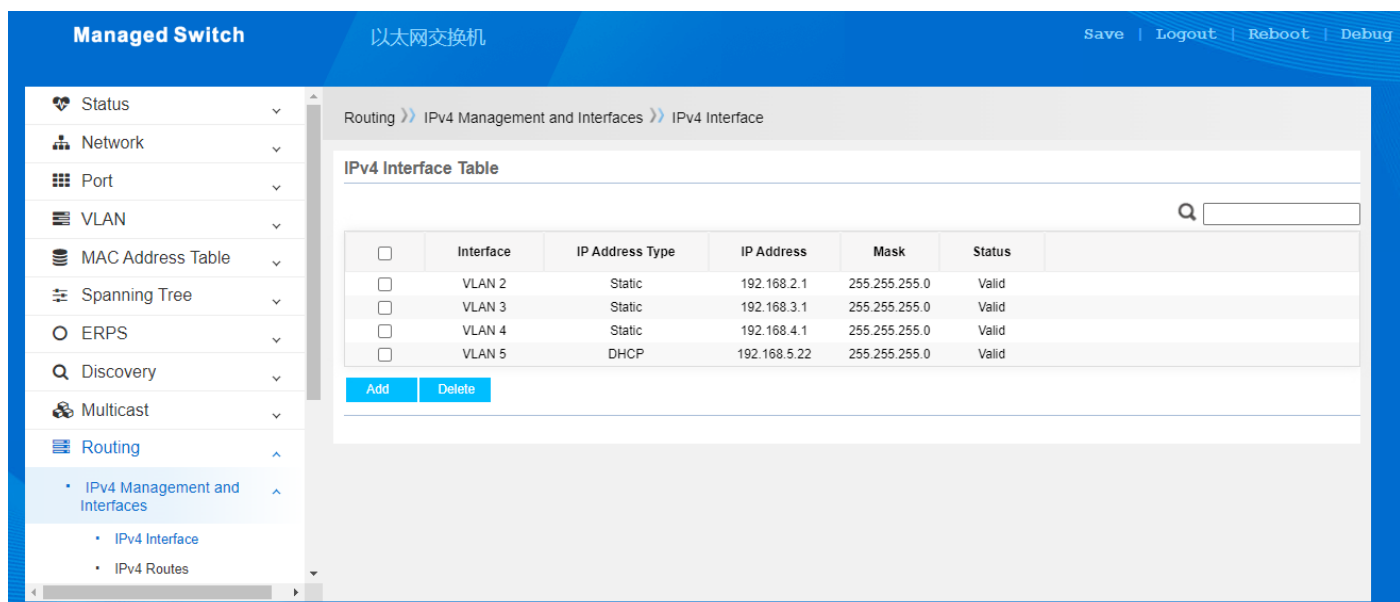 Managed Switch 以太网交换机 Save | Logout | Reboot | Debug
Status
Network
Port
VLAN
MAC Address Table
Spanning Tree
ERPS
Discovery
Multicast
Routing
IPv4 Management and
Interfaces
IPv4 Interface
IPv4 Routes
Routing 》 IPv4 Management and Interfaces 》 IPv4 Interface
IPv4 Interface Table
Interface IP Address Type IP Address Mask Status
VLAN 2 Static 192.168.2.1 255.255.255.0 Valid
VLAN 3 Static 192.168.3.1 255.255.255.0 Valid
VLAN 4 Static 192.168.4.1 255.255.255.0 Valid
VLAN 5 DHCP 192.168.5.22 255.255.255.0 Valid
Add Delete